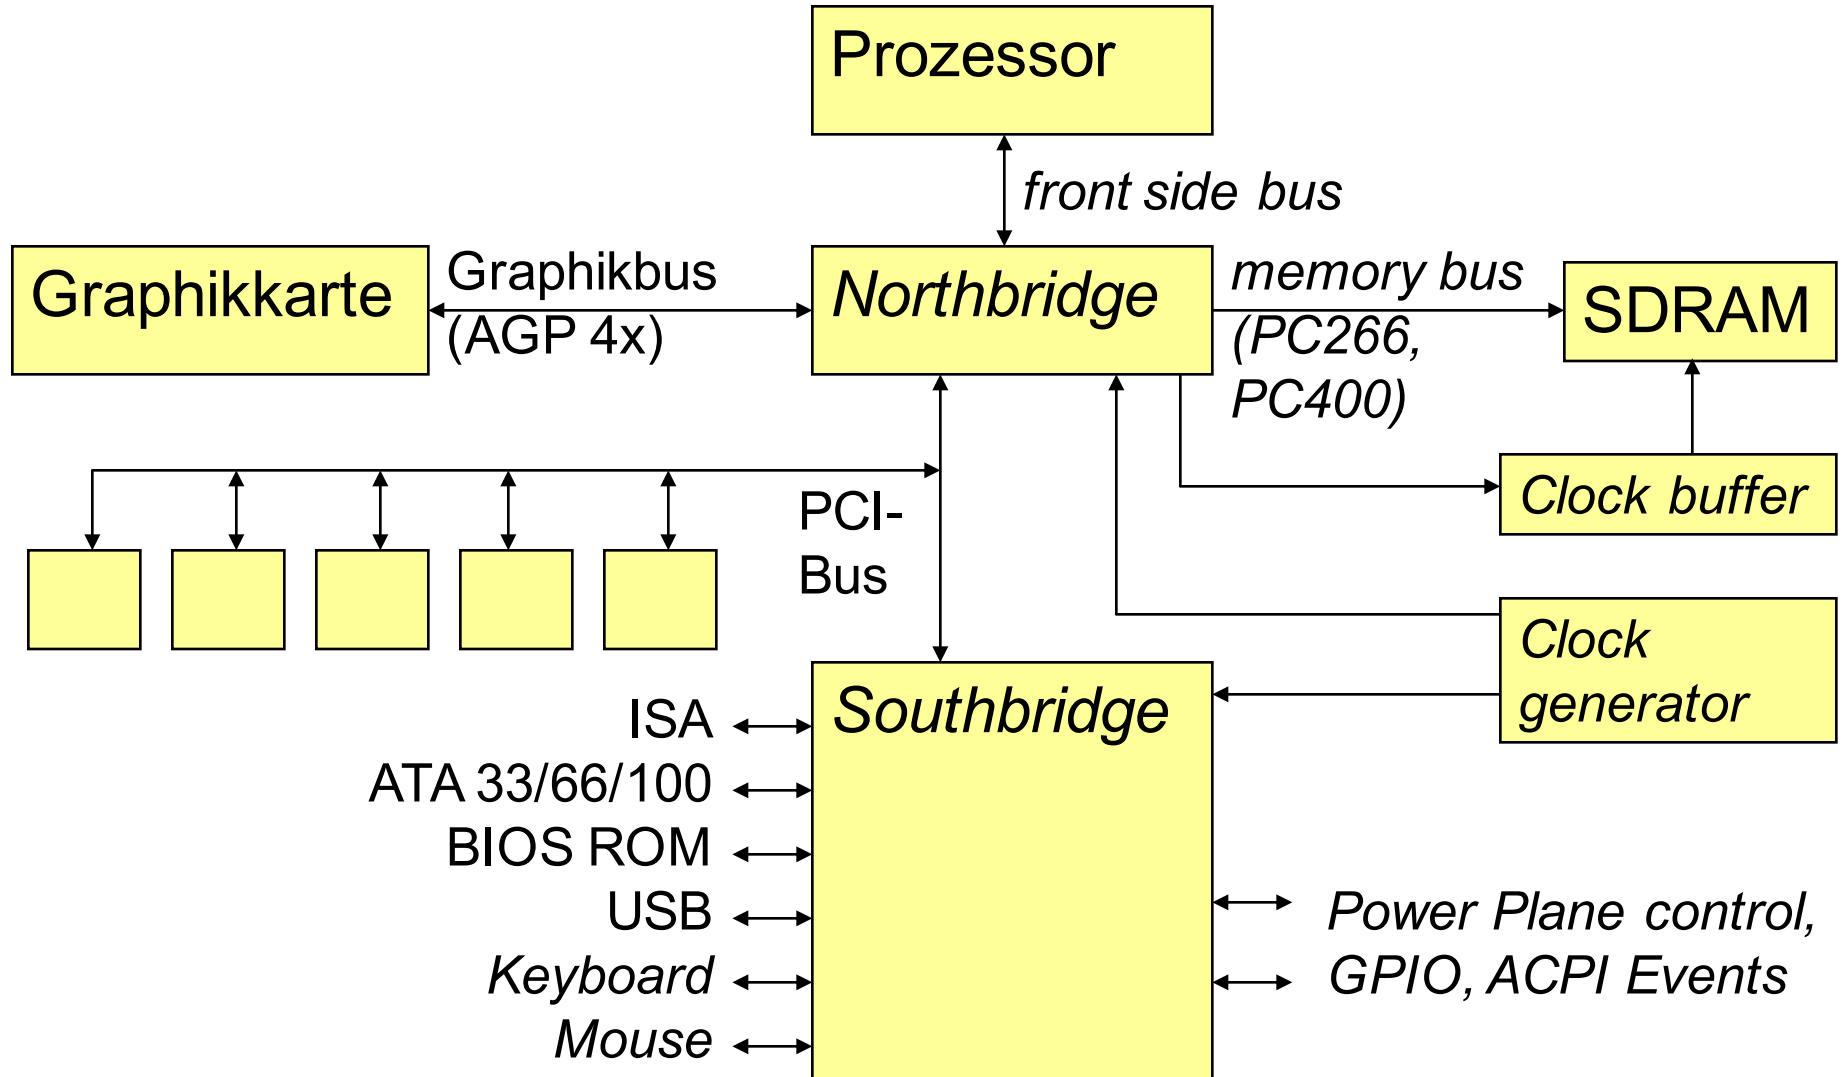 Prozessor
front side bus
Graphikkarte
Graphikbus
(AGP 4x)
Northbridge
memory bus
(PC266,
PC400)
SDRAM
Clock buffer
PCI-
Bus
Clock
generator
Southbridge
ISA
ATA 33/66/100
BIOS ROM
USB
Keyboard
Mouse
Power Plane control,
GPIO, ACPI Events